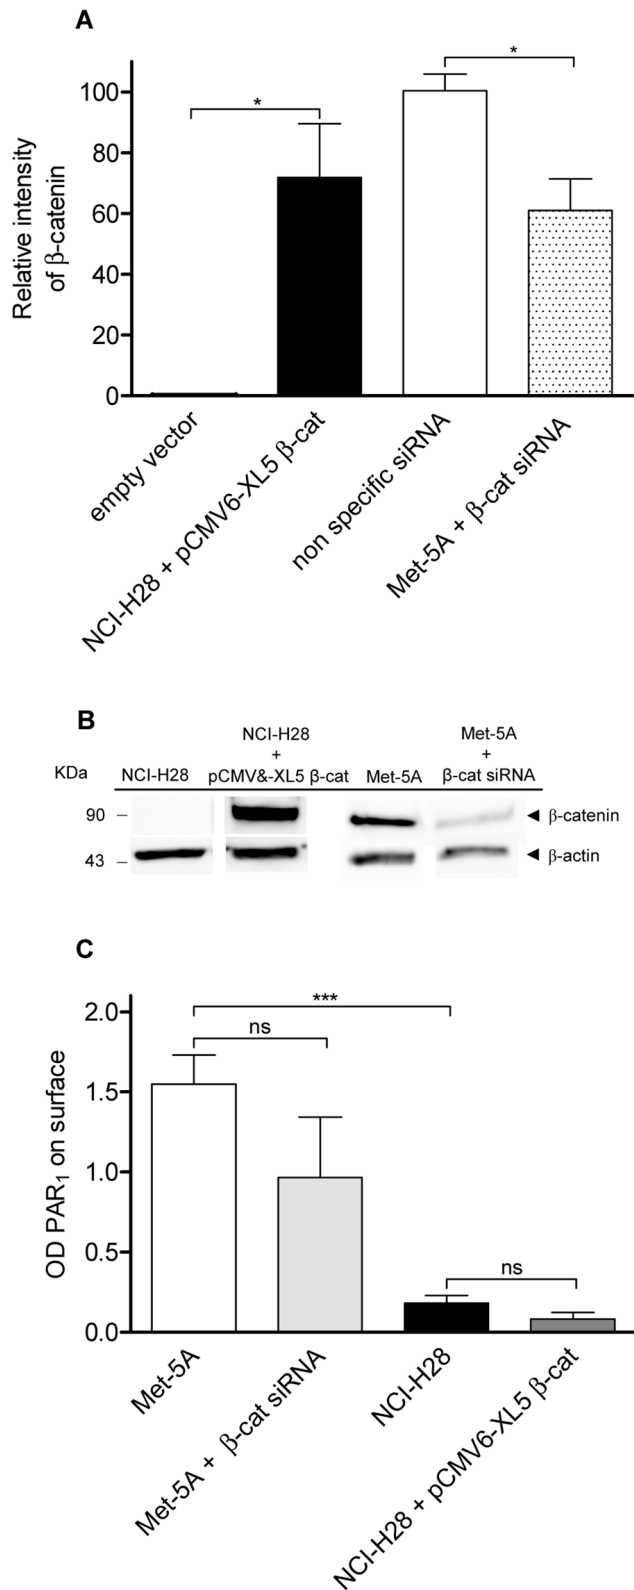 A
*
*
100
80
60
40
20
0
Relative intensity
of β-catenin
empty vector
NCI-H28 + pCMV6-XL5 β-cat
non specific siRNA
Met-5A + β-cat siRNA
B
KDa
NCI-H28
NCI-H28
+
pCMV&-XL5 β-cat
Met-5A
Met-5A
+
β-cat siRNA
90
β-catenin
43
β-actin
C
***
ns
ns
2.0
1.5
1.0
0.5
0.0
OD PAR₁ on surface
Met-5A
Met-5A + β-cat siRNA
NCI-H28
NCI-H28 + pCMV6-XL5 β-cat